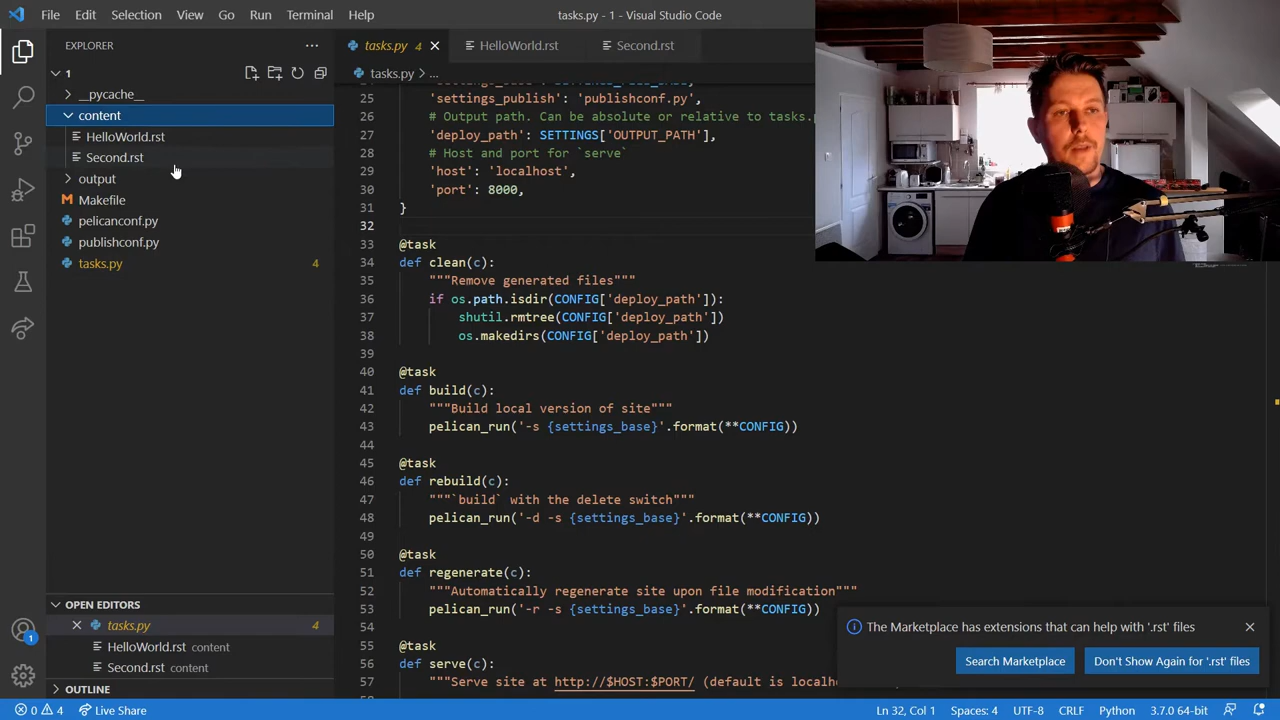 File Edit Selection View Go Run Terminal Help
tasks.py - 1 - Visual Studio Code
EXPLORER
1
__pycache__
content
HelloWorld.rst
Second.rst
output
Makefile
pelicanconf.py
publishconf.py
tasks.py 4
OPEN EDITORS
tasks.py 4
HelloWorld.rst content
Second.rst content
OUTLINE
tasks.py 4 HelloWorld.rst Second.rst
tasks.py > ...
25 'settings_publish': 'publishconf.py',
26 # Output path. Can be absolute or relative to tasks.p
27 'deploy_path': SETTINGS['OUTPUT_PATH'],
28 # Host and port for `serve`
29 'host': 'localhost',
30 'port': 8000,
31 }
32
33 @task
34 def clean(c):
35 """Remove generated files"""
36 if os.path.isdir(CONFIG['deploy_path']):
37 shutil.rmtree(CONFIG['deploy_path'])
38 os.makedirs(CONFIG['deploy_path'])
39
40 @task
41 def build(c):
42 """Build local version of site"""
43 pelican_run('-s {settings_base}'.format(**CONFIG))
44
45 @task
46 def rebuild(c):
47 """`build` with the delete switch"""
48 pelican_run('-d -s {settings_base}'.format(**CONFIG))
49
50 @task
51 def regenerate(c):
52 """Automatically regenerate site upon file modification"""
53 pelican_run('-r -s {settings_base}'.format(**CONFIG))
54
55 @task
56 def serve(c):
57 """Serve site at http://$HOST:$PORT/ (default is localho
The Marketplace has extensions that can help with '.rst' files
Search Marketplace Don't Show Again for '.rst' files
1
0 4 Live Share
Ln 32, Col 1 Spaces: 4 UTF-8 CRLF Python 3.7.0 64-bit